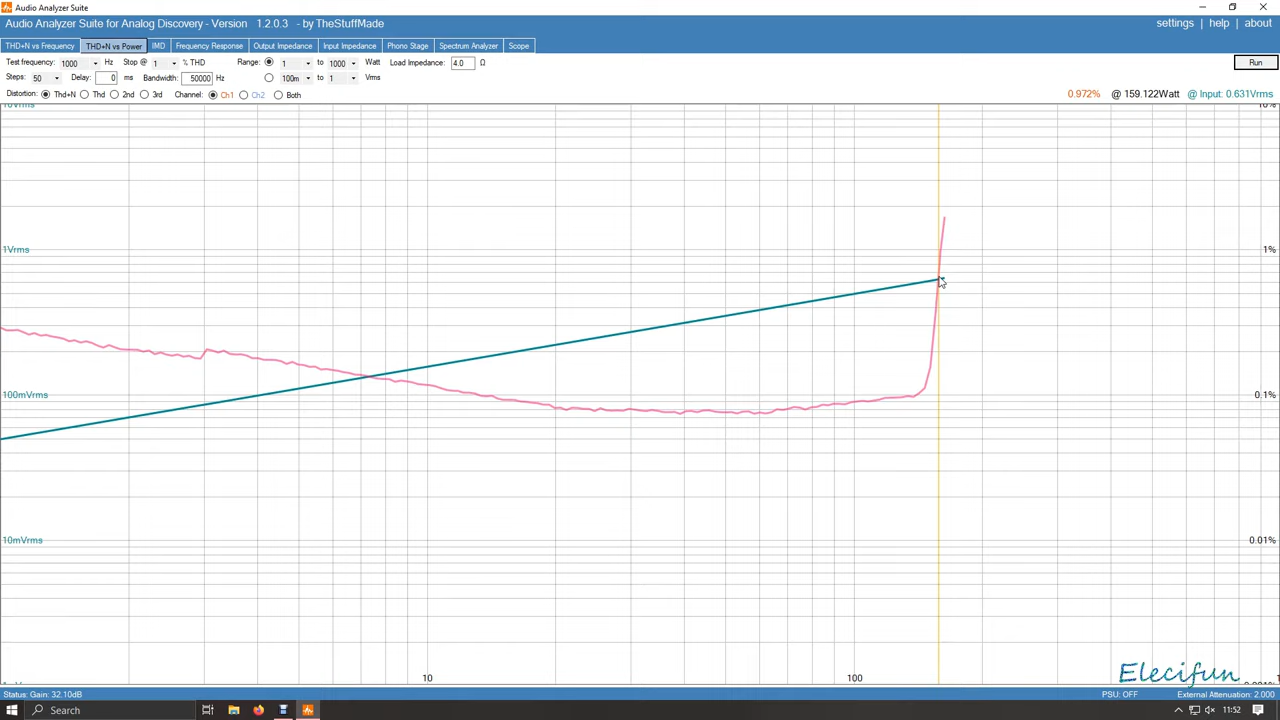 Audio Analyzer Suite
Audio Analyzer Suite for Analog Discovery - Version 1.2.0.3 - by TheStuffMade
settings | help | about
THD+N vs Frequency THD+N vs Power IMD Frequency Response Output Impedance Input Impedance Phono Stage Spectrum Analyzer Scope
Test frequency: 1000 Hz Stop @ 1 % THD Range: 1 to 1000 Watt Load Impedance: 4.0 Ω Run
Steps: 50 Delay: 0 ms Bandwidth: 50000 Hz 100m to 1 Vrms
Distortion: Thd+N Thd 2nd 3rd Channel: Ch1 Ch2 Both 0.972% @ 159.122Watt @ Input: 0.631Vrms
10Vrms 10%
1Vrms 1%
100mVrms 0.1%
10mVrms 0.01%
10 100
Elecifun
Status: Gain: 32.10dB PSU: OFF External Attenuation: 2.000
Search 11:52